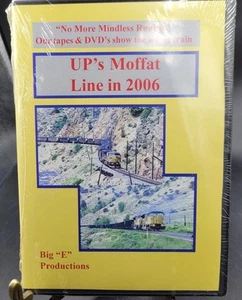 "No More Mindless
Our tapes & DVD's show the
UP's Moffat
Line in 2006
Big "E"
Productions